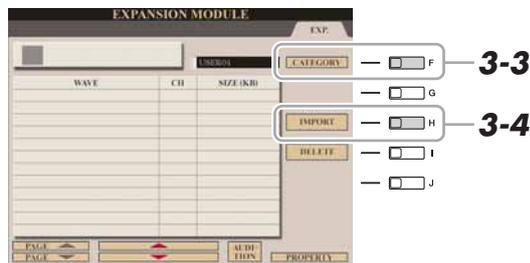 EXPANSION MODULE
EXP.
USER01
CATEGORY
F
3-3
WAVE CH SIZE (KB)
G
IMPORT
H
3-4
DELETE
I
J
PAGE
PAGE
AUDI-
TION
PROPERTY